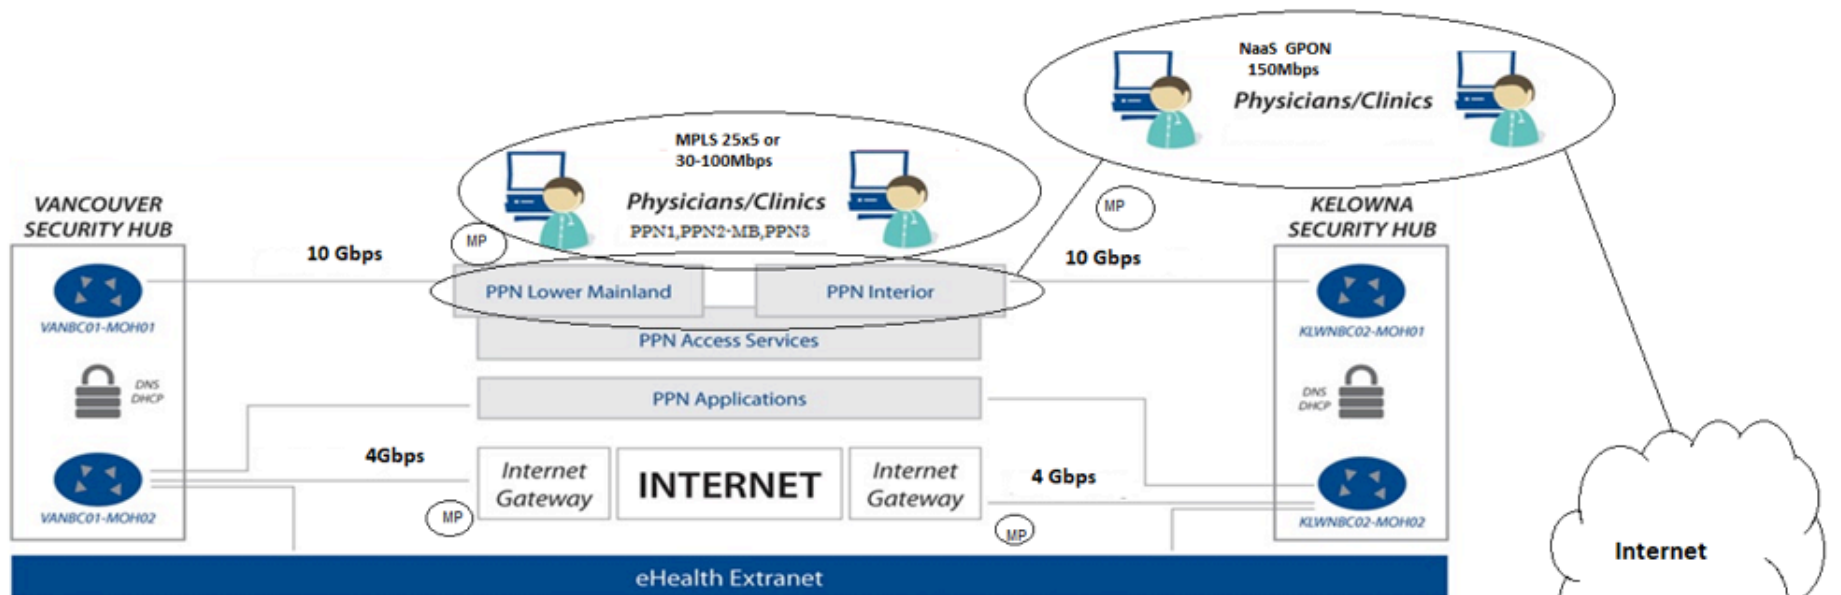 NaaS GPON
150Mbps
Physicians/Clinics
MPLS 25x5 or
30-100Mbps
Physicians/Clinics
PPN1,PPN2-MB,PPN3
MP
MP
VANCOUVER
SECURITY HUB
KELOWNA
SECURITY HUB
10 Gbps
10 Gbps
PPN Lower Mainland
PPN Interior
VANBC01-MOH01
KLWNBC02-MOH01
PPN Access Services
DNS
DHCP
DNS
DHCP
PPN Applications
4Gbps
4 Gbps
Internet
Gateway
INTERNET
Internet
Gateway
VANBC01-MOH02
KLWNBC02-MOH02
MP
MP
Internet
eHealth Extranet